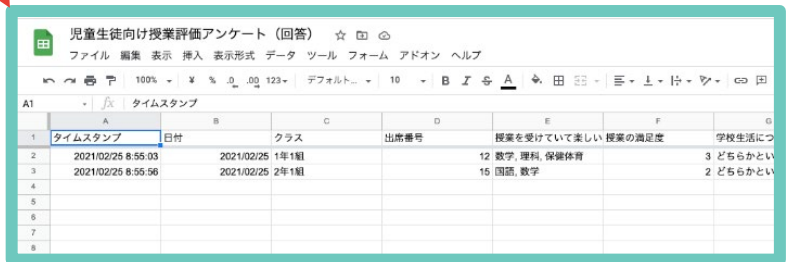 児童生徒向け授業評価アンケート（回答）
ファイル 編集 表示 挿入 表示形式 データ ツール フォーム アドオン ヘルプ
100% ¥ % .0 .00 123 デフォルト... 10 B I S A
A1 fx タイムスタンプ
A B C D E F G
1 タイムスタンプ 日付 クラス 出席番号 授業を受けていて楽しい 授業の満足度 学校生活につ
2 2021/02/25 8:55:03 2021/02/25 1年1組 12 数学, 理科, 保健体育 3 どちらかとい
3 2021/02/25 8:55:56 2021/02/25 2年1組 15 国語, 数学 2 どちらかとい
4
5
6
7
8